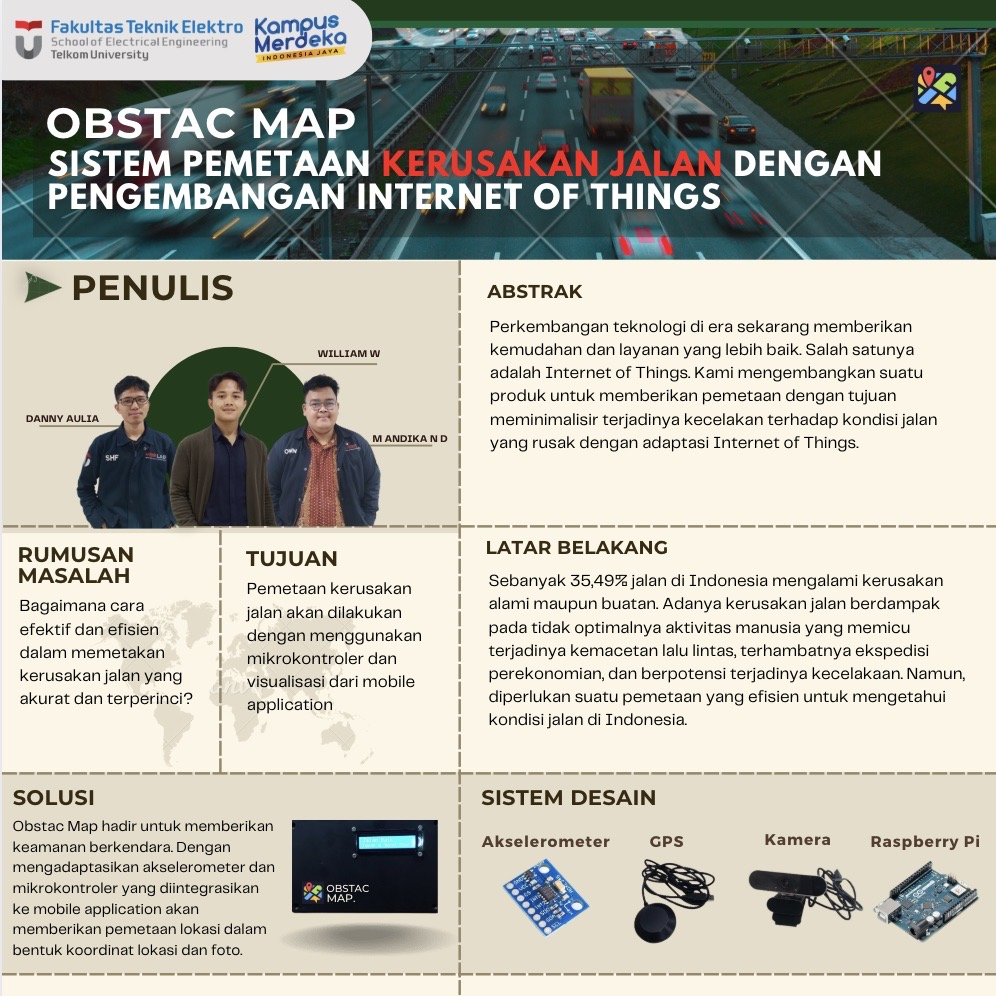 Fakultas Teknik Elektro
School of Electrical Engineering
Telkom University
Kampus
Merdeka
INDONESIA JAYA
OBSTAC MAP
SISTEM PEMETAAN KERUSAKAN JALAN DENGAN
PENGEMBANGAN INTERNET OF THINGS
PENULIS
WILLIAM W
DANNY AULIA
M ANDIKA N D
SHF
OWW
ABSTRAK
Perkembangan teknologi di era sekarang memberikan
kemudahan dan layanan yang lebih baik. Salah satunya
adalah Internet of Things. Kami mengembangkan suatu
produk untuk memberikan pemetaan dengan tujuan
meminimalisir terjadinya kecelakan terhadap kondisi jalan
yang rusak dengan adaptasi Internet of Things.
RUMUSAN
MASALAH
Bagaimana cara
efektif dan efisien
dalam memetakan
kerusakan jalan yang
akurat dan terperinci?
TUJUAN
Pemetaan kerusakan
jalan akan dilakukan
dengan menggunakan
mikrokontroler dan
visualisasi dari mobile
application
LATAR BELAKANG
Sebanyak 35,49% jalan di Indonesia mengalami kerusakan
alami maupun buatan. Adanya kerusakan jalan berdampak
pada tidak optimalnya aktivitas manusia yang memicu
terjadinya kemacetan lalu lintas, terhambatnya ekspedisi
perekonomian, dan berpotensi terjadinya kecelakaan. Namun,
diperlukan suatu pemetaan yang efisien untuk mengetahui
kondisi jalan di Indonesia.
SOLUSI
Obstac Map hadir untuk memberikan
keamanan berkendara. Dengan
mengadaptasikan akselerometer dan
mikrokontroler yang diintegrasikan
ke mobile application akan
memberikan pemetaan lokasi dalam
bentuk koordinat lokasi dan foto.
OBSTAC
MAP.
SISTEM DESAIN
Akselerometer
GPS
Kamera
Raspberry Pi